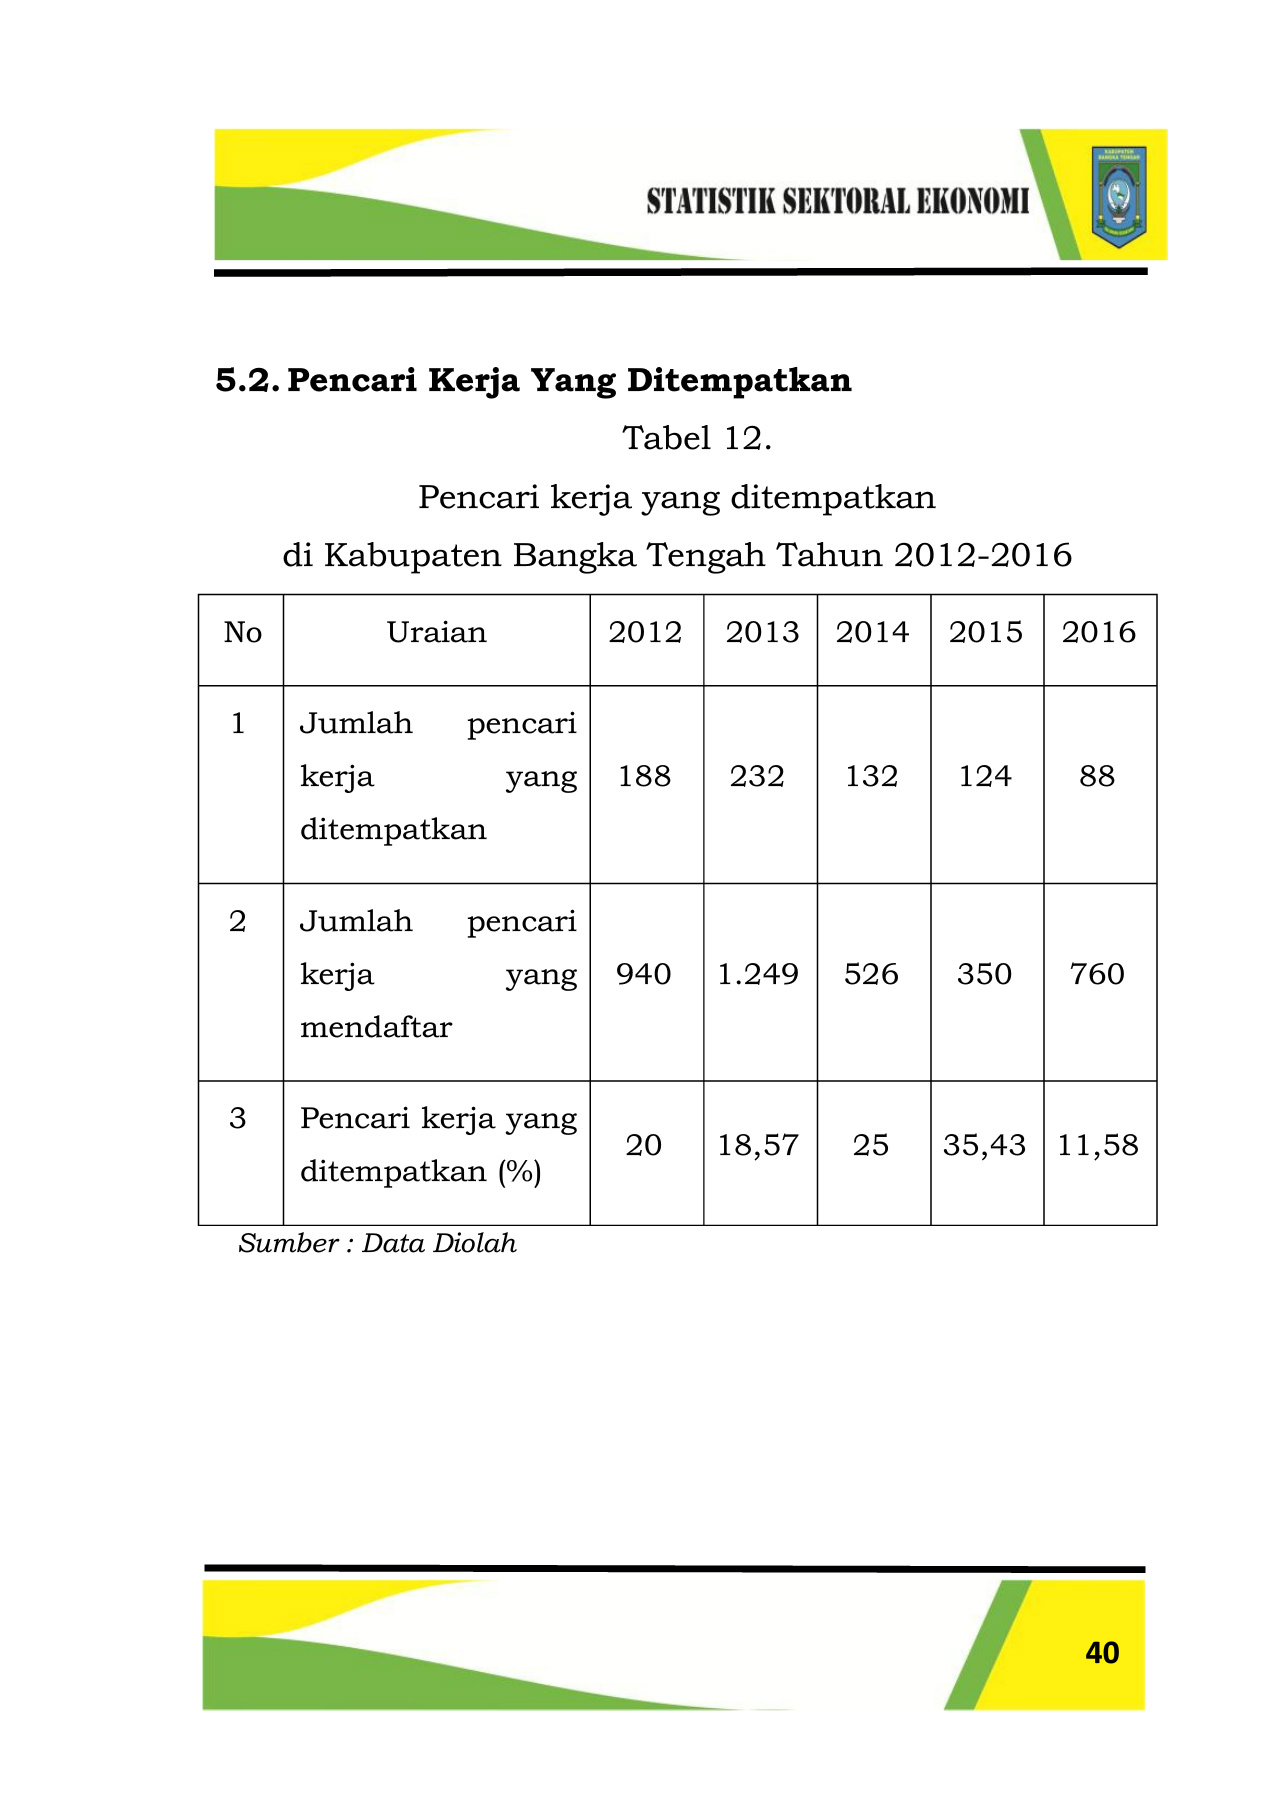 KABUPATEN
BANGKA TENGAH
STATISTIK SEKTORAL EKONOMI
5.2. Pencari Kerja Yang Ditempatkan
Tabel 12.
Pencari kerja yang ditempatkan
di Kabupaten Bangka Tengah Tahun 2012-2016
No Uraian 2012 2013 2014 2015 2016
1 Jumlah pencari
kerja yang 188 232 132 124 88
ditempatkan
2 Jumlah pencari
kerja yang 940 1.249 526 350 760
mendaftar
3 Pencari kerja yang
20 18,57 25 35,43 11,58
ditempatkan (%)
Sumber : Data Diolah
40